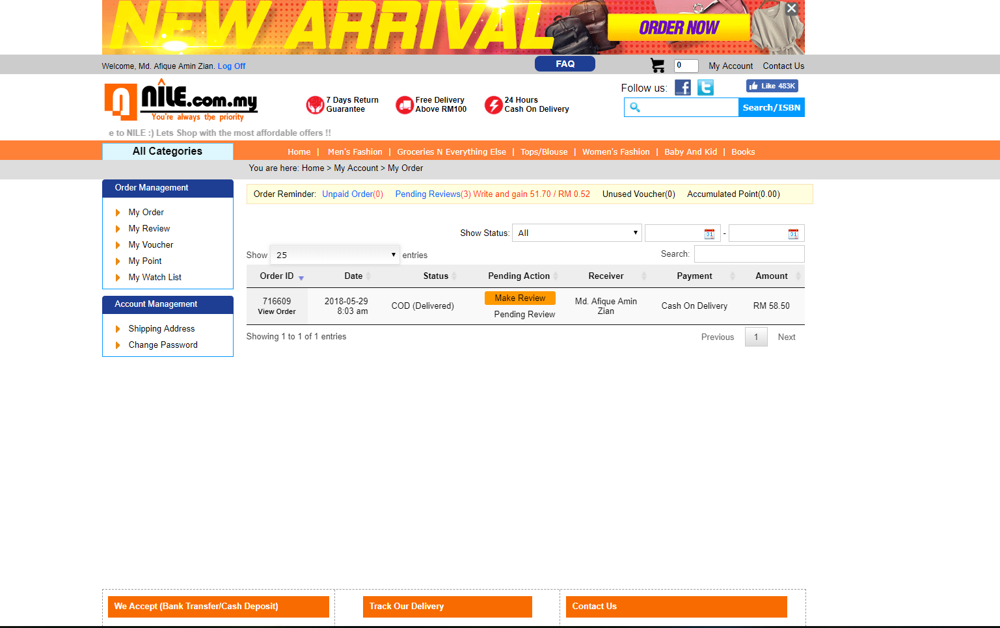 NEW ARRIVAL
ORDER NOW
Welcome, Md. Afique Amin Zian. Log Off
FAQ
0
My Account
Contact Us
NiLE.com.my
You're always the priority
7 Days Return
Guarantee
Free Delivery
Above RM100
24 Hours
Cash On Delivery
Follow us:
Like 483K
Search/ISBN
e to NILE :) Lets Shop with the most affordable offers !!
All Categories
Home | Men's Fashion | Groceries N Everything Else | Tops/Blouse | Women's Fashion | Baby And Kid | Books
You are here: Home > My Account > My Order
Order Management
My Order
My Review
My Voucher
My Point
My Watch List
Account Management
Shipping Address
Change Password
Order Reminder: Unpaid Order(0) Pending Reviews(3) Write and gain 51.70 / RM 0.52 Unused Voucher(0) Accumulated Point(0.00)
Show Status: All 31 - 31
Show 25 entries
Search:
Order ID Date Status Pending Action Receiver Payment Amount
716609
View Order
2018-05-29
8:03 am
COD (Delivered)
Make Review
Pending Review
Md. Afique Amin
Zian
Cash On Delivery
RM 58.50
Showing 1 to 1 of 1 entries
Previous 1 Next
We Accept (Bank Transfer/Cash Deposit)
Track Our Delivery
Contact Us